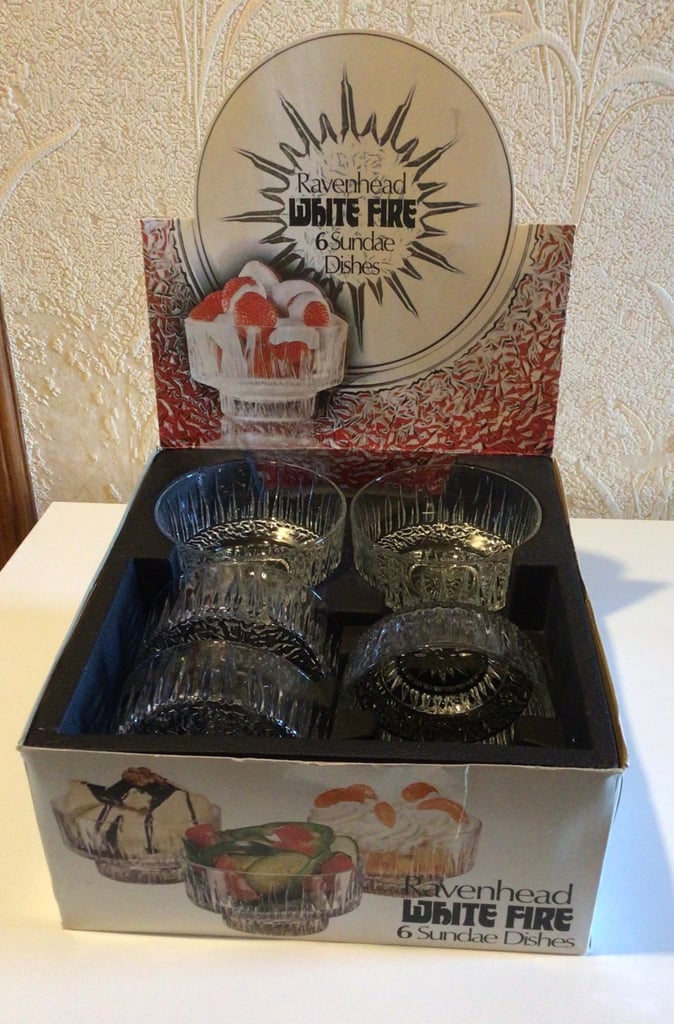 Ravenhead
WHITE FIRE
6 Sundae
Dishes
Ravenhead
WHITE FIRE
6 Sundae Dishes